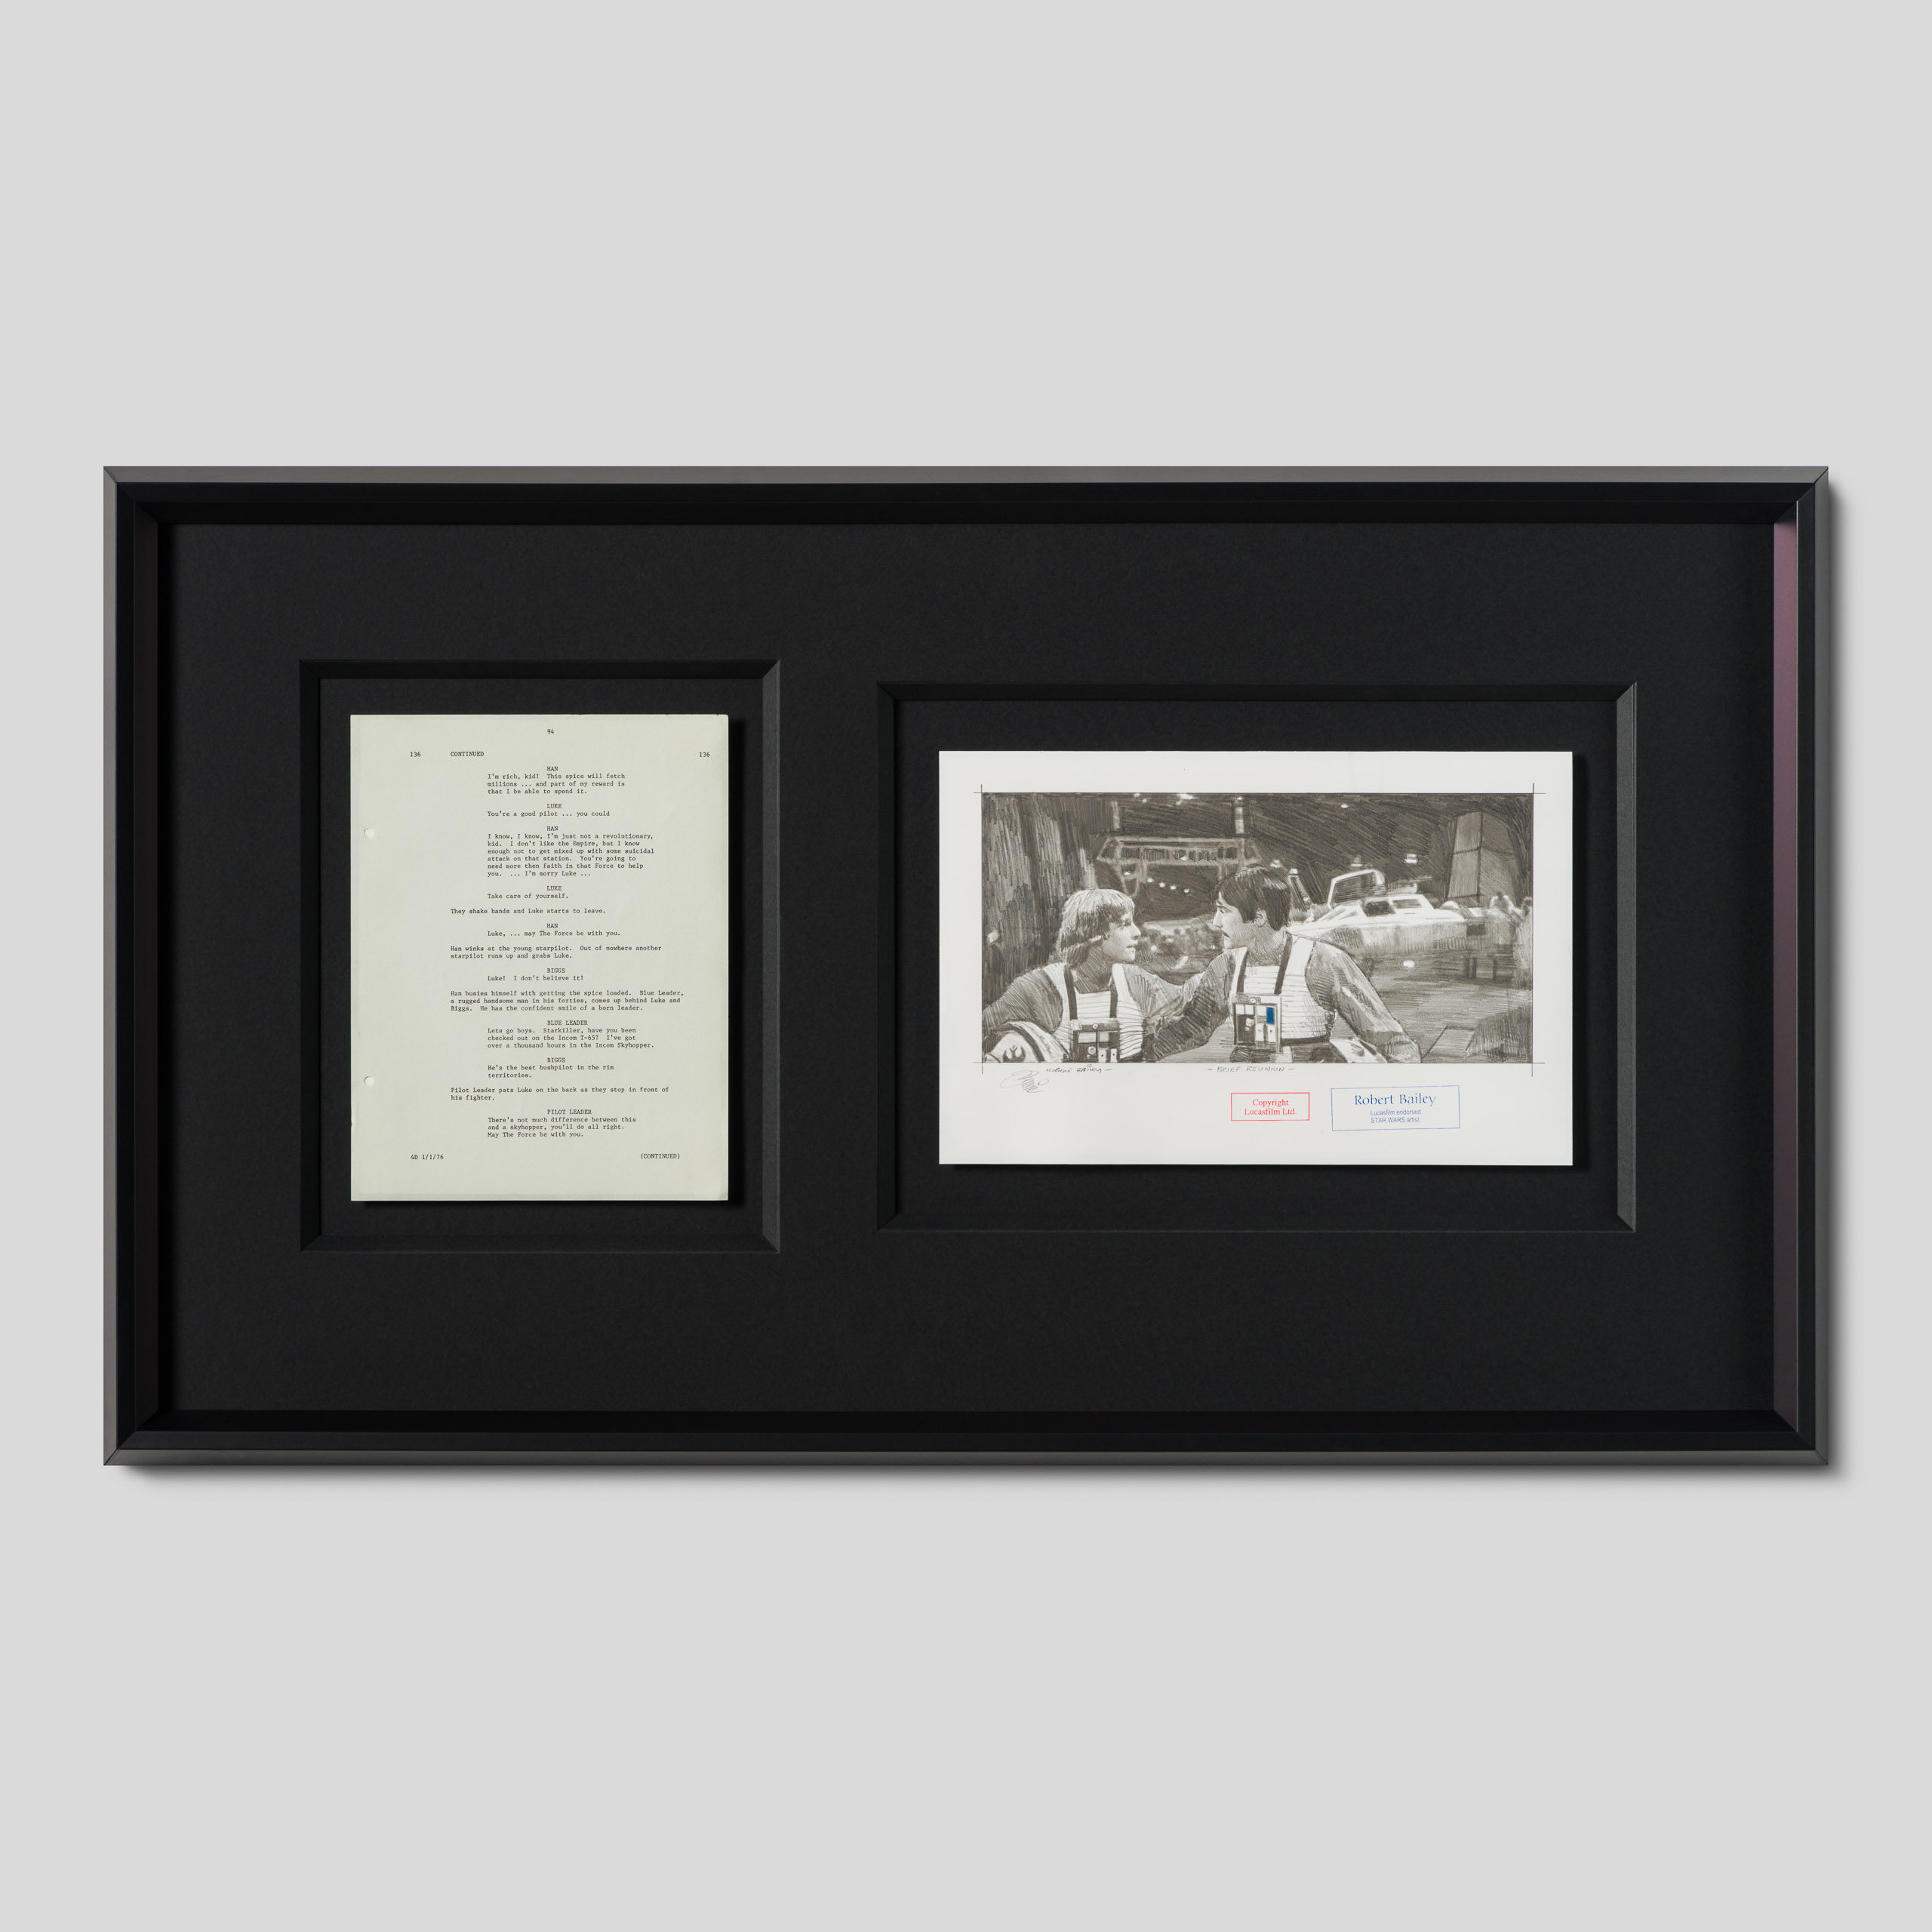 94
136 CONTINUED 136
HAN
I'm rich, kid! This spice will fetch
millions ... and part of my reward is
that I be able to spend it.
LUKE
You're a good pilot ... you could
HAN
I know, I know, I'm just not a revolutionary,
kid. I don't like the Empire, but I know
enough not to get mixed up with some suicidal
attack on that station. You're going to
need more then faith in that Force to help
you. ... I'm sorry Luke ...
LUKE
Take care of yourself.
They shake hands and Luke starts to leave.
HAN
Luke, ... may The Force be with you.
Han winks at the young starpilot. Out of nowhere another
starpilot runs up and grabs Luke.
BIGGS
Luke! I don't believe it!
Han busies himself with getting the spice loaded. Blue Leader,
a rugged handsome man in his forties, comes up behind Luke and
Biggs. He has the confident smile of a born leader.
BLUE LEADER
Lets go boys. Starkiller, have you been
checked out on the Incom T-65? I've got
over a thousand hours in the Incom Skyhopper.
BIGGS
He's the best bushpilot in the rim
territories.
Pilot Leader pats Luke on the back as they stop in front of
his fighter.
PILOT LEADER
There's not much difference between this
and a skyhopper, you'll do all right.
May The Force be with you.
4D 1/1/76 (CONTINUED)
ROBERT BAILEY — — BRIEF REUNION —
Copyright
Lucasfilm Ltd.
Robert Bailey
Lucasfilm endorsed
STAR WARS artist